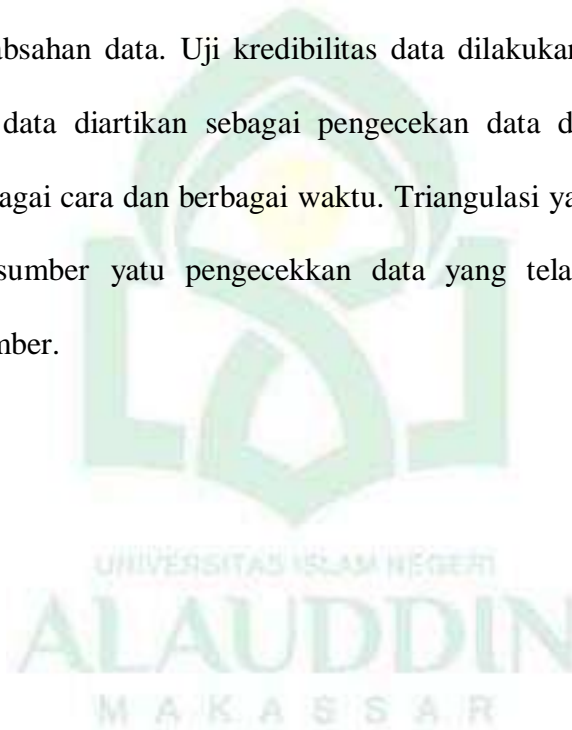 absahan data. Uji kredibilitas data dilakukan
data diartikan sebagai pengecekan data d
agai cara dan berbagai waktu. Triangulasi ya
sumber yatu pengecekkan data yang tela
mber.
UNIVERSITAS ISLAM NEGERI
ALAUDDIN
MAKASSAR